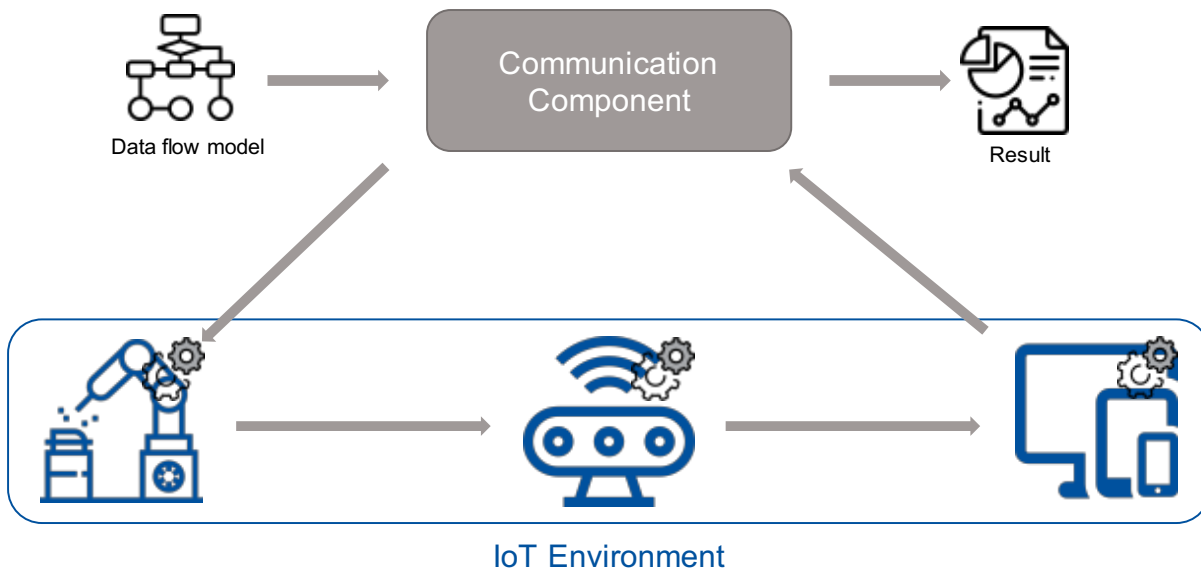 Communication
Component
Data flow model
Result
IoT Environment